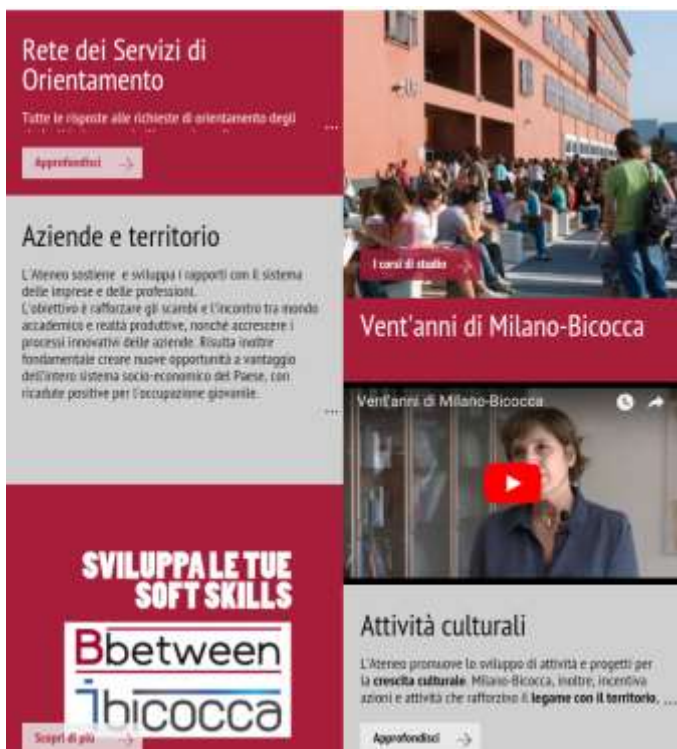 Rete dei Servizi di
Orientamento
Tutte le risposte alle richieste di orientamento degli
...
Approfondisci →
Aziende e territorio
L'Ateneo sostiene e sviluppa i rapporti con il sistema
delle imprese e delle professioni.
L'obiettivo è rafforzare gli scambi e l'incontro tra mondo
accademico e realtà produttive, nonché accrescere i
processi innovativi delle aziende. Risulta inoltre
fondamentale creare nuove opportunità a vantaggio
dell'intero sistema socio-economico del Paese, con
ricadute positive per l'occupazione giovanile.
...
SVILUPPA LE TUE
SOFT SKILLS
Bbetween
ibicocca
Scopri di più →
I corsi di studio →
Vent'anni di Milano-Bicocca
Vent'anni di Milano-Bicocca
Attività culturali
L'Ateneo promuove lo sviluppo di attività e progetti per
la crescita culturale. Milano-Bicocca, inoltre, incentiva
azioni e attività che rafforzino il legame con il territorio, ...
Approfondisci →